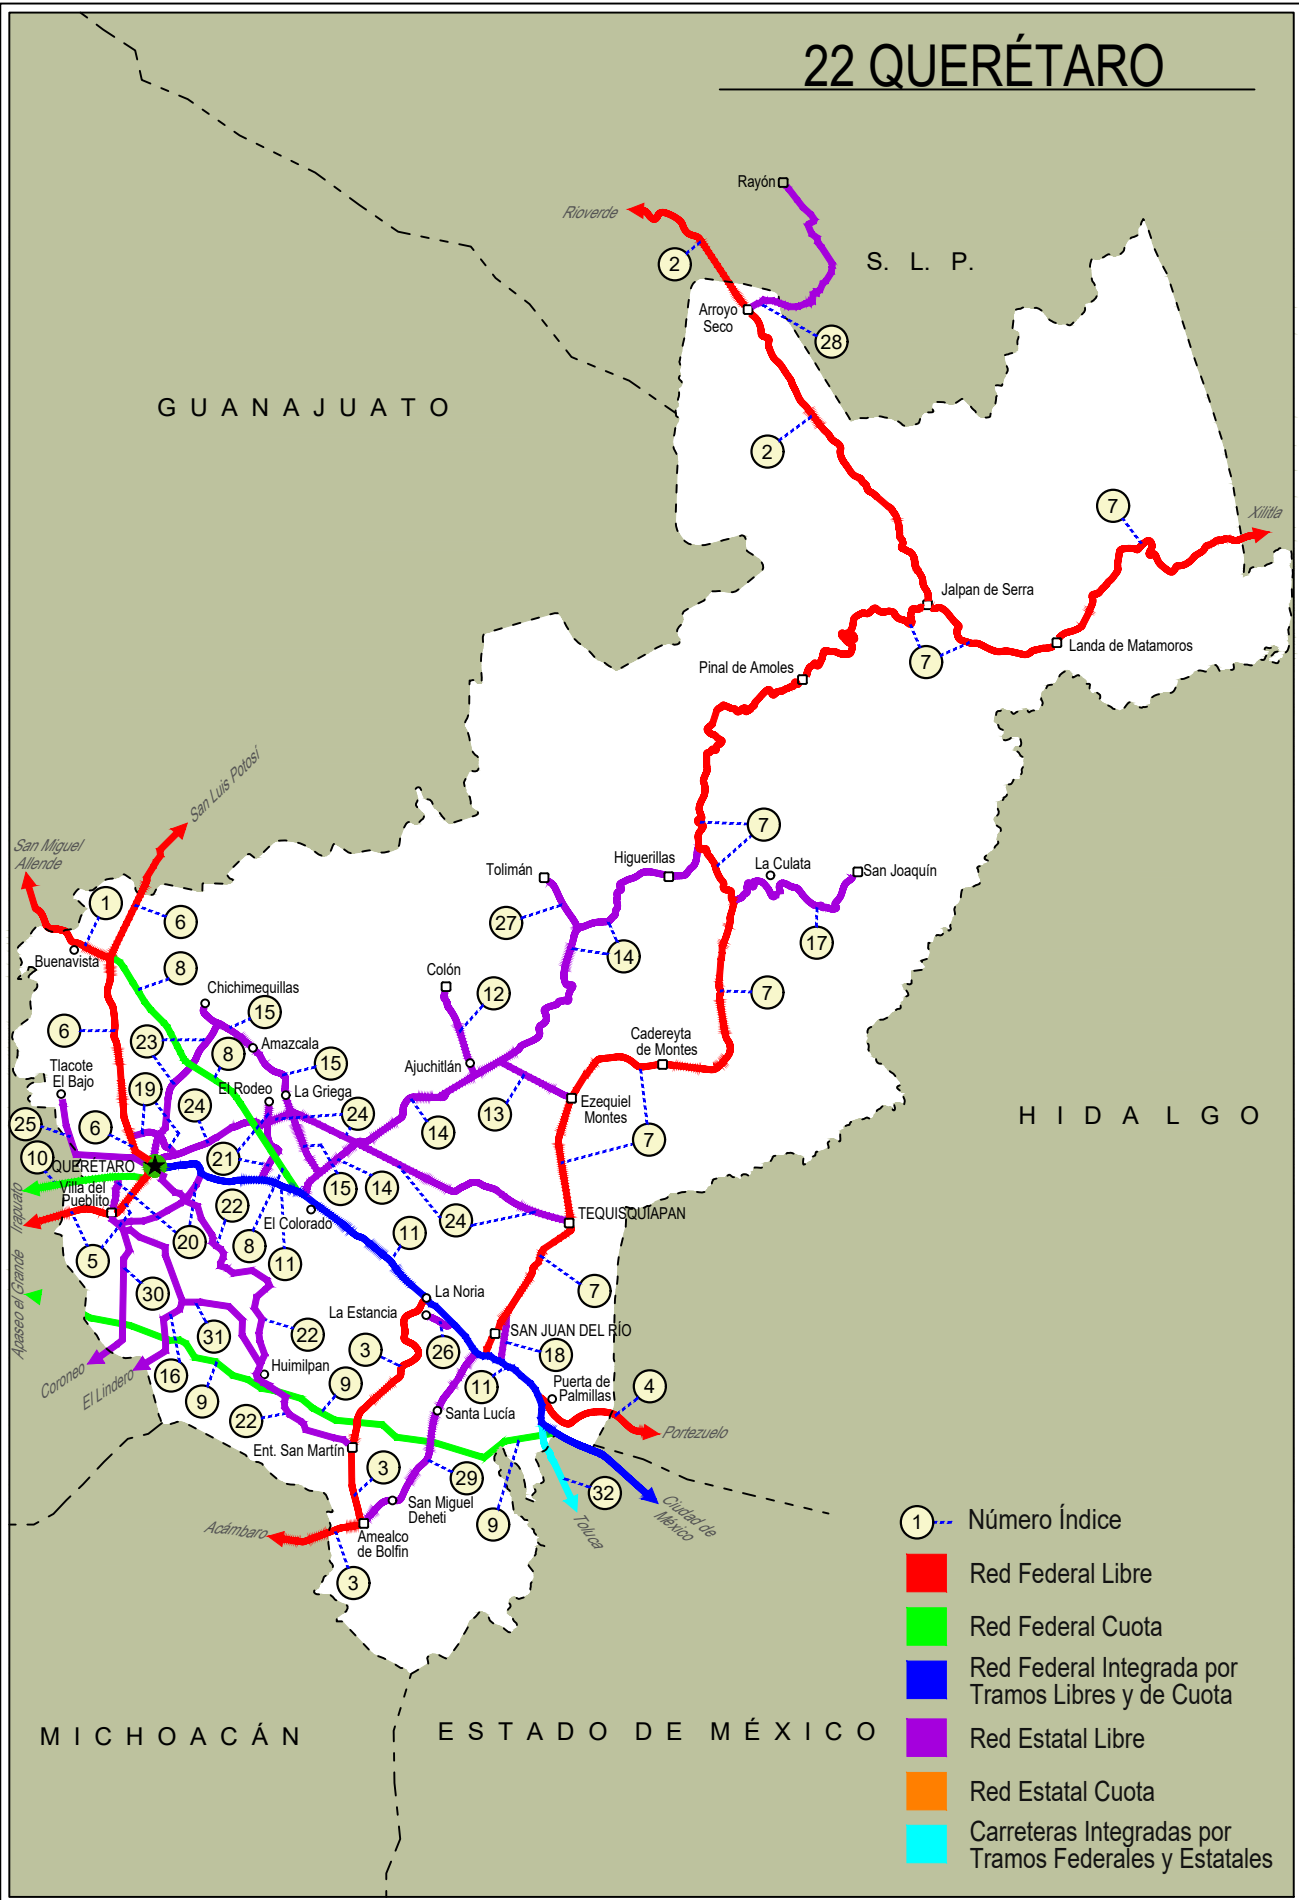 22 QUERÉTARO
Rayón
Rioverde
S. L. P.
2
Arroyo
Seco
28
GUANAJUATO
2
7
Xilitla
Jalpan de Serra
Landa de Matamoros
7
Pinal de Amoles
San Luis Potosí
San Miguel
Allende
7
Higuerillas
La Culata
San Joaquín
Tolimán
1
6
27
17
14
Buenavista
8
Colón
12
7
Chichimequillas
15
6
23
8
Amazcala
Cadereyta
de Montes
Tlacote
El Bajo
15
Ajuchitlán
El Rodeo
La Griega
19
24
24
13
Ezequiel
Montes
HIDALGO
25
6
14
7
10
QUERÉTARO
21
15
14
Villa del
Pueblito
22
El Colorado
24
TEQUISQUIAPAN
Irapuato
20
8
11
11
5
Apaseo el Grande
30
La Noria
7
La Estancia
31
22
3
26
SAN JUAN DEL RÍO
18
Coroneo
El Lindero
16
Huimilpan
9
9
11
Puerta de
Palmillas
4
22
Santa Lucía
Portezuelo
Ent. San Martín
3
29
32
San Miguel
Deheti
9
Toluca
Ciudad de
México
Acámbaro
Amealco
de Bolfin
3
MICHOACÁN
ESTADO DE MÉXICO
1
Número Índice
Red Federal Libre
Red Federal Cuota
Red Federal Integrada por
Tramos Libres y de Cuota
Red Estatal Libre
Red Estatal Cuota
Carreteras Integradas por
Tramos Federales y Estatales